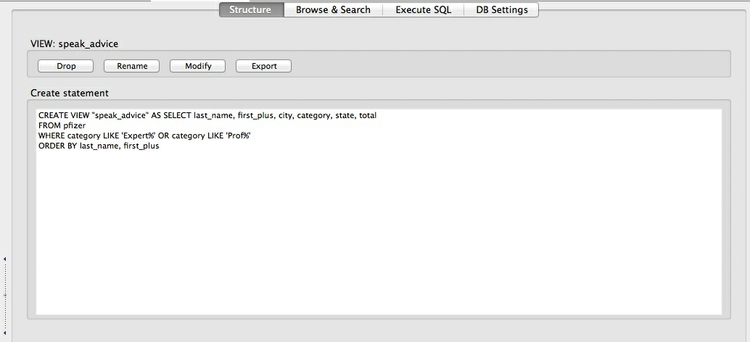 Structure Browse & Search Execute SQL DB Settings
VIEW: speak_advice
Drop Rename Modify Export
Create statement
CREATE VIEW "speak_advice" AS SELECT last_name, first_plus, city, category, state, total
FROM pfizer
WHERE category LIKE 'Expert%' OR category LIKE 'Prof%'
ORDER BY last_name, first_plus